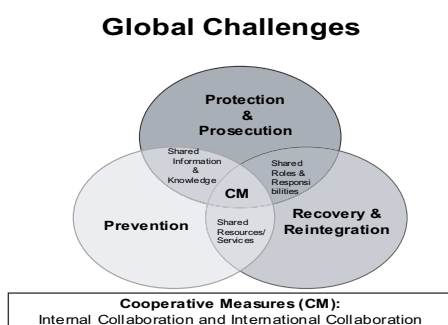 Global Challenges
Protection
&
Prosecution
Shared
Information
&
Knowledge
Shared
Roles &
Responsi
bilities
CM
Prevention
Shared
Resources/
Services
Recovery &
Reintegration
Cooperative Measures (CM):
Internal Collaboration and International Collaboration